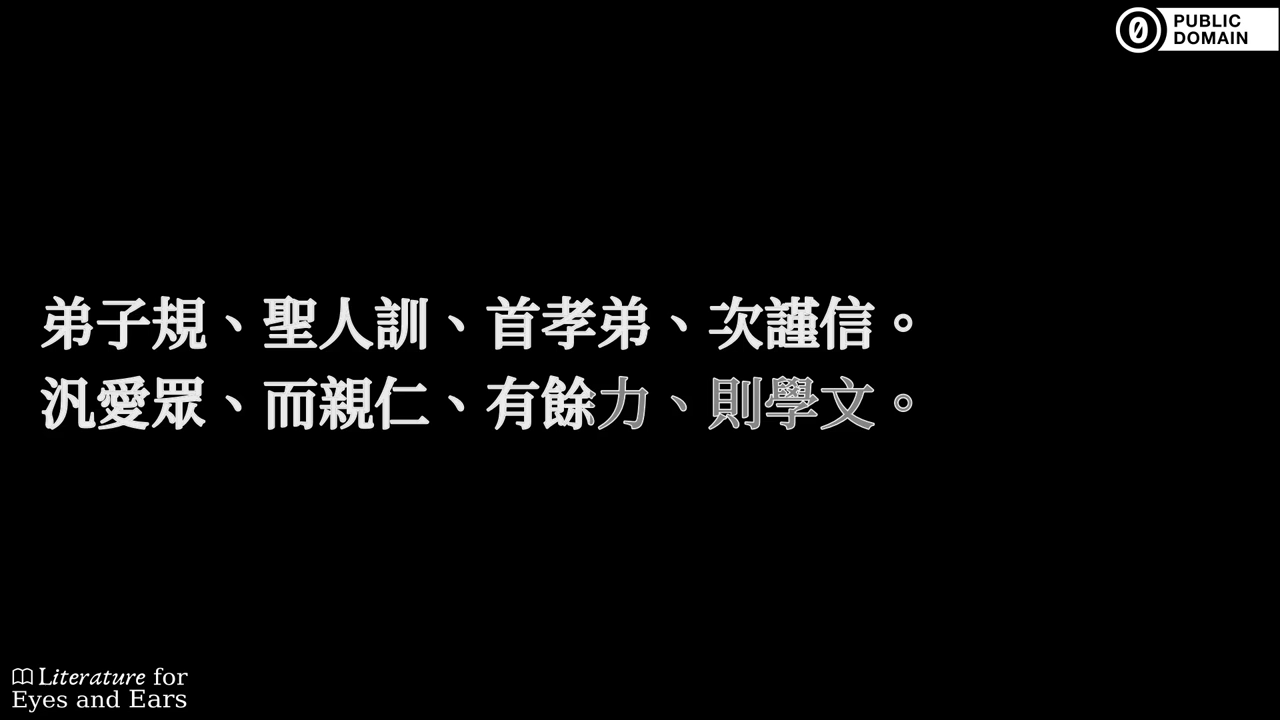 PUBLIC
DOMAIN
弟子規、聖人訓、首孝弟、次謹信。
汎愛眾、而親仁、有餘力、則學文。
Literature for
Eyes and Ears